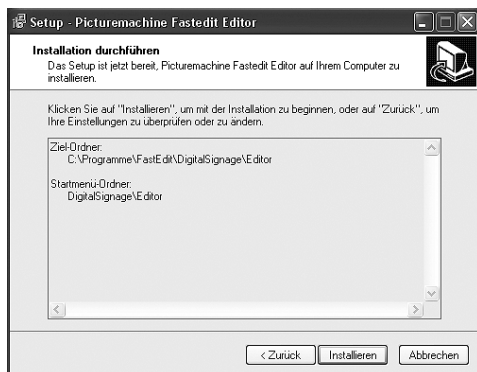 Setup - Picturemachine Fastedit Editor
Installation durchführen
Das Setup ist jetzt bereit, Picturemachine Fastedit Editor auf Ihrem Computer zu
installieren.
Klicken Sie auf "Installieren", um mit der Installation zu beginnen, oder auf "Zurück", um
Ihre Einstellungen zu überprüfen oder zu ändern.
Ziel-Ordner:
C:\Programme\FastEdit\DigitalSignage\Editor
Startmenü-Ordner:
DigitalSignage\Editor
< Zurück Installieren Abbrechen